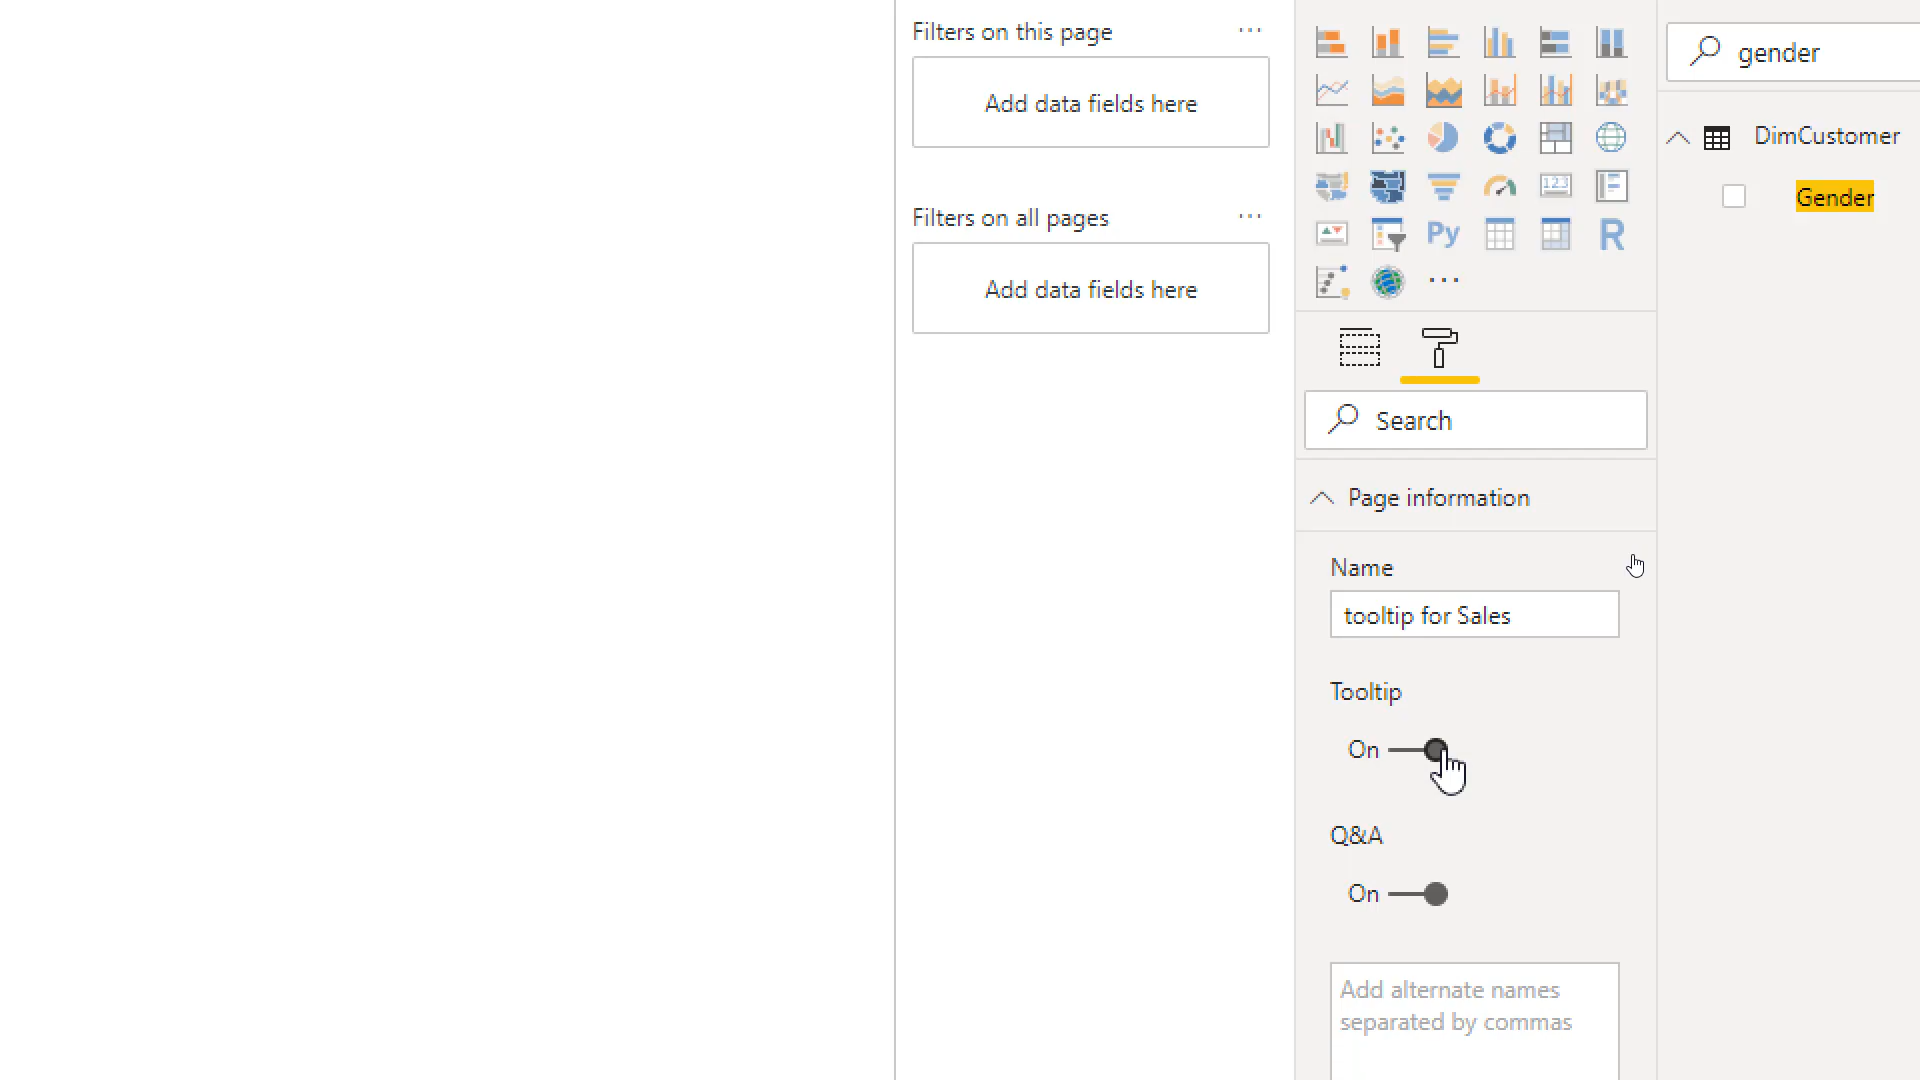 Filters on this page
...
Add data fields here
Filters on all pages
...
Add data fields here
123
Py
R
...
Search
Page information
Name
tooltip for Sales
Tooltip
On
Q&A
On
Add alternate names
separated by commas
gender
DimCustomer
Gender